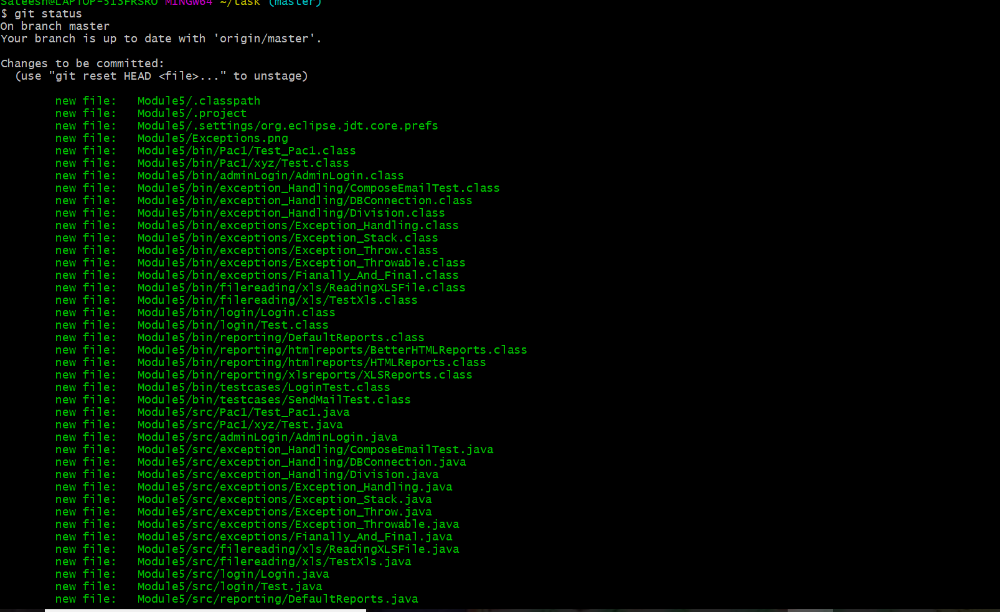 Sateesh@LAPTOP-5I3FRSRO MINGW64 ~/task (master)
$ git status
On branch master
Your branch is up to date with 'origin/master'.
Changes to be committed:
(use "git reset HEAD <file>..." to unstage)
new file: Module5/.classpath
new file: Module5/.project
new file: Module5/.settings/org.eclipse.jdt.core.prefs
new file: Module5/Exceptions.png
new file: Module5/bin/Pac1/Test_Pac1.class
new file: Module5/bin/Pac1/xyz/Test.class
new file: Module5/bin/adminLogin/AdminLogin.class
new file: Module5/bin/exception_Handling/ComposeEmailTest.class
new file: Module5/bin/exception_Handling/DBConnection.class
new file: Module5/bin/exception_Handling/Division.class
new file: Module5/bin/exceptions/Exception_Handling.class
new file: Module5/bin/exceptions/Exception_Stack.class
new file: Module5/bin/exceptions/Exception_Throw.class
new file: Module5/bin/exceptions/Exception_Throwable.class
new file: Module5/bin/exceptions/Fianally_And_Final.class
new file: Module5/bin/filereading/xls/ReadingXLSFile.class
new file: Module5/bin/filereading/xls/TestXls.class
new file: Module5/bin/login/Login.class
new file: Module5/bin/login/Test.class
new file: Module5/bin/reporting/DefaultReports.class
new file: Module5/bin/reporting/htmlreports/BetterHTMLReports.class
new file: Module5/bin/reporting/htmlreports/HTMLReports.class
new file: Module5/bin/reporting/xlsreports/XLSReports.class
new file: Module5/bin/testcases/LoginTest.class
new file: Module5/bin/testcases/SendMailTest.class
new file: Module5/src/Pac1/Test_Pac1.java
new file: Module5/src/Pac1/xyz/Test.java
new file: Module5/src/adminLogin/AdminLogin.java
new file: Module5/src/exception_Handling/ComposeEmailTest.java
new file: Module5/src/exception_Handling/DBConnection.java
new file: Module5/src/exception_Handling/Division.java
new file: Module5/src/exceptions/Exception_Handling.java
new file: Module5/src/exceptions/Exception_Stack.java
new file: Module5/src/exceptions/Exception_Throw.java
new file: Module5/src/exceptions/Exception_Throwable.java
new file: Module5/src/exceptions/Fianally_And_Final.java
new file: Module5/src/filereading/xls/ReadingXLSFile.java
new file: Module5/src/filereading/xls/TestXls.java
new file: Module5/src/login/Login.java
new file: Module5/src/login/Test.java
new file: Module5/src/reporting/DefaultReports.java